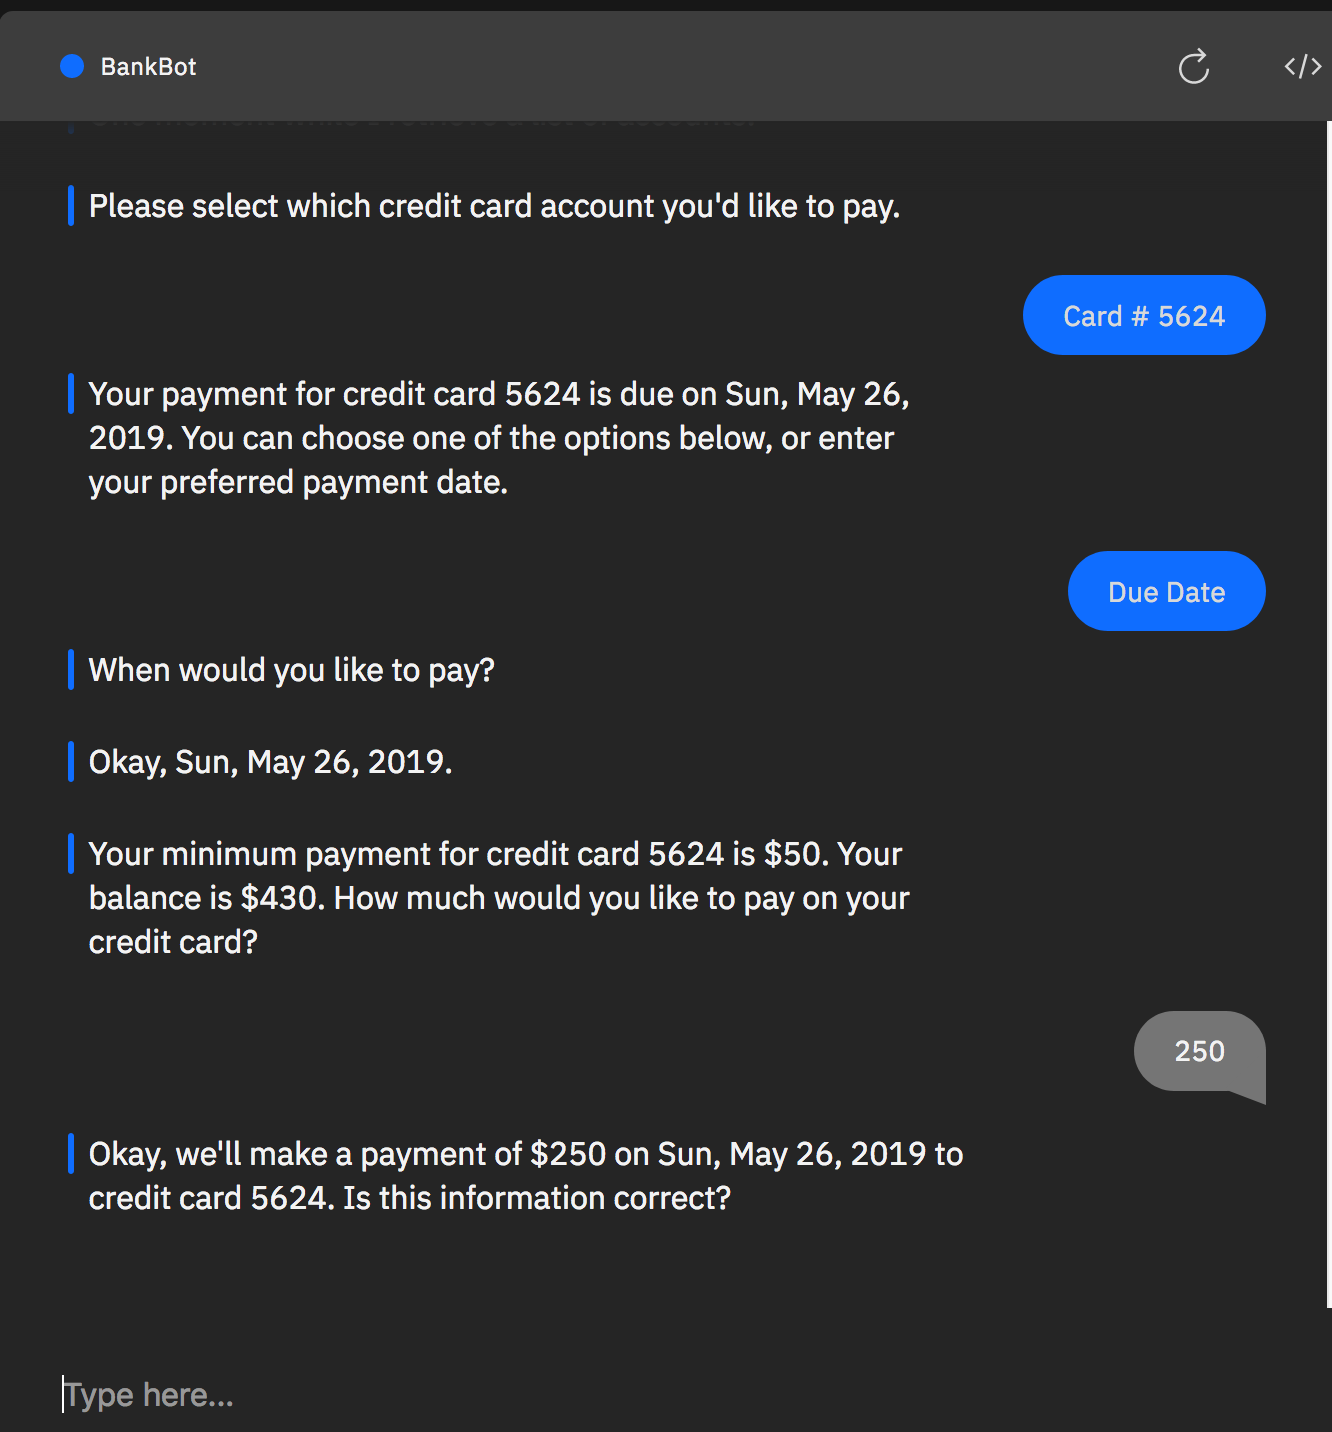 BankBot
</>
Please select which credit card account you'd like to pay.
Card # 5624
Your payment for credit card 5624 is due on Sun, May 26,
2019. You can choose one of the options below, or enter
your preferred payment date.
Due Date
When would you like to pay?
Okay, Sun, May 26, 2019.
Your minimum payment for credit card 5624 is $50. Your
balance is $430. How much would you like to pay on your
credit card?
250
Okay, we'll make a payment of $250 on Sun, May 26, 2019 to
credit card 5624. Is this information correct?
Type here...